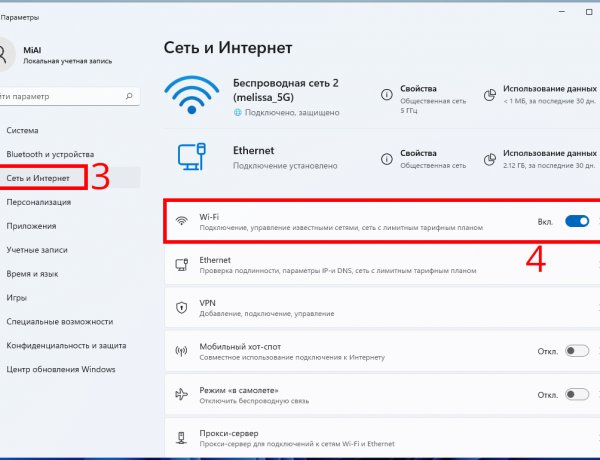 Параметры
MiAl
Локальная учетная запись
йти параметр
Система
Bluetooth и устройства
Сеть и Интернет
3
Персонализация
Приложения
Учетные записи
Время и язык
Игры
Специальные возможности
Конфиденциальность и защита
Центр обновления Windows
Сеть и Интернет
Беспроводная сеть 2
(melissa_5G)
Подключено, защищено
Свойства
Общественная сеть
5 ГГц
Использование данных
< 1 МБ, за последние 30 дн.
Ethernet
Подключение установлено
Свойства
Общественная сеть
Использование данных
2.12 ГБ, за последние 30 дн.
Wi-Fi
Подключение, управление известными сетями, сеть с лимитным тарифным планом
Вкл.
4
Ethernet
Проверка подлинности, параметры IP-и DNS, сеть с лимитным тарифным планом
VPN
Добавление, подключение, управление
Мобильный хот-спот
Совместное использование подключения к Интернету
Откл.
Режим «в самолете»
Отключить беспроводную связь
Откл.
Прокси-сервер
Прокси-сервер для подключений к сетям Wi-Fi и Ethernet